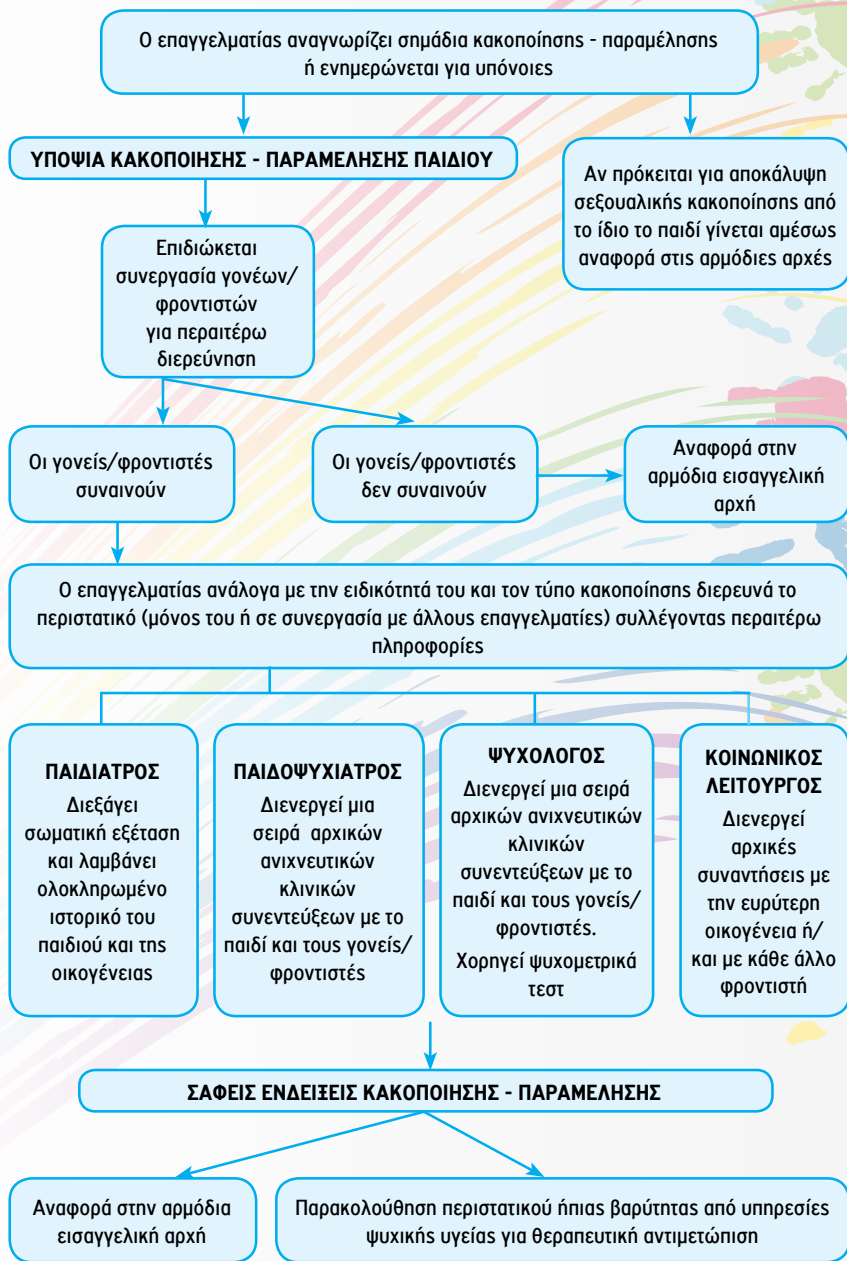 Ο επαγγελματίας αναγνωρίζει σημάδια κακοποίησης - παραμέλησης
ή ενημερώνεται για υπόνοιες
ΥΠΟΨΙΑ ΚΑΚΟΠΟΙΗΣΗΣ - ΠΑΡΑΜΕΛΗΣΗΣ ΠΑΙΔΙΟΥ
Αν πρόκειται για αποκάλυψη
σεξουαλικής κακοποίησης από
το ίδιο το παιδί γίνεται αμέσως
αναφορά στις αρμόδιες αρχές
Επιδιώκεται
συνεργασία γονέων/
φροντιστών
για περαιτέρω
διερεύνηση
Οι γονείς/φροντιστές
συναινούν
Οι γονείς/φροντιστές
δεν συναινούν
Αναφορά στην
αρμόδια εισαγγελική
αρχή
Ο επαγγελματίας ανάλογα με την ειδικότητά του και τον τύπο κακοποίησης διερευνά το
περιστατικό (μόνος του ή σε συνεργασία με άλλους επαγγελματίες) συλλέγοντας περαιτέρω
πληροφορίες
ΠΑΙΔΙΑΤΡΟΣ
Διεξάγει
σωματική εξέταση
και λαμβάνει
ολοκληρωμένο
ιστορικό του
παιδιού και της
οικογένειας
ΠΑΙΔΟΨΥΧΙΑΤΡΟΣ
Διενεργεί μια
σειρά αρχικών
ανιχνευτικών
κλινικών
συνεντεύξεων με το
παιδί και τους γονείς/
φροντιστές
ΨΥΧΟΛΟΓΟΣ
Διενεργεί μια σειρά
αρχικών ανιχνευτικών
κλινικών
συνεντεύξεων με το
παιδί και τους γονείς/
φροντιστές.
Χορηγεί ψυχομετρικά
τεστ
ΚΟΙΝΩΝΙΚΟΣ
ΛΕΙΤΟΥΡΓΟΣ
Διενεργεί
αρχικές
συναντήσεις με
την ευρύτερη
οικογένεια ή/
και με κάθε άλλο
φροντιστή
ΣΑΦΕΙΣ ΕΝΔΕΙΞΕΙΣ ΚΑΚΟΠΟΙΗΣΗΣ - ΠΑΡΑΜΕΛΗΣΗΣ
Αναφορά στην αρμόδια
εισαγγελική αρχή
Παρακολούθηση περιστατικού ήπιας βαρύτητας από υπηρεσίες
ψυχικής υγείας για θεραπευτική αντιμετώπιση